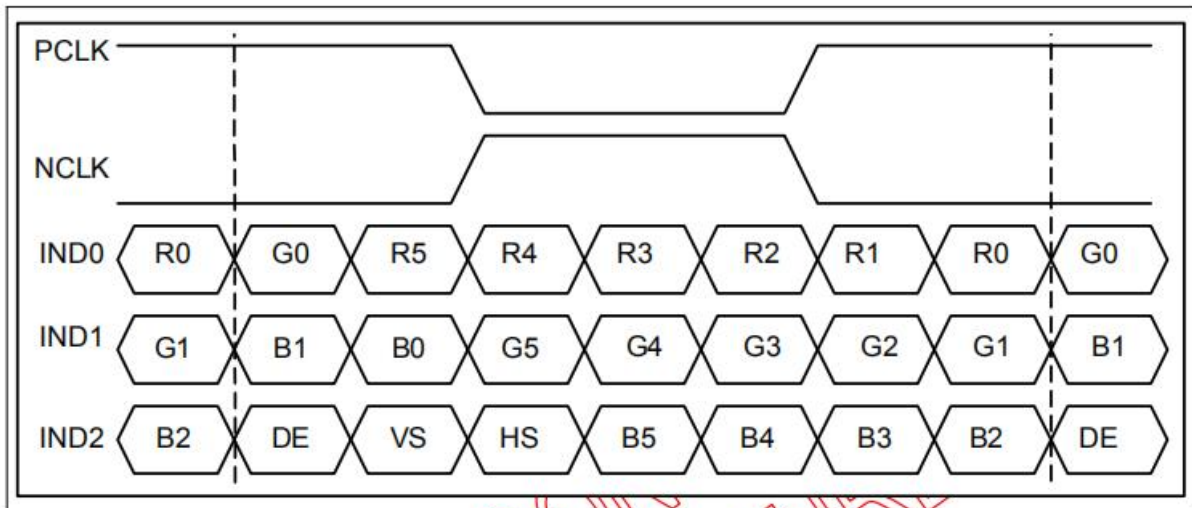 PCLK
NCLK
IND0 R0 G0 R5 R4 R3 R2 R1 R0 G0
IND1 G1 B1 B0 G5 G4 G3 G2 G1 B1
IND2 B2 DE VS HS B5 B4 B3 B2 DE